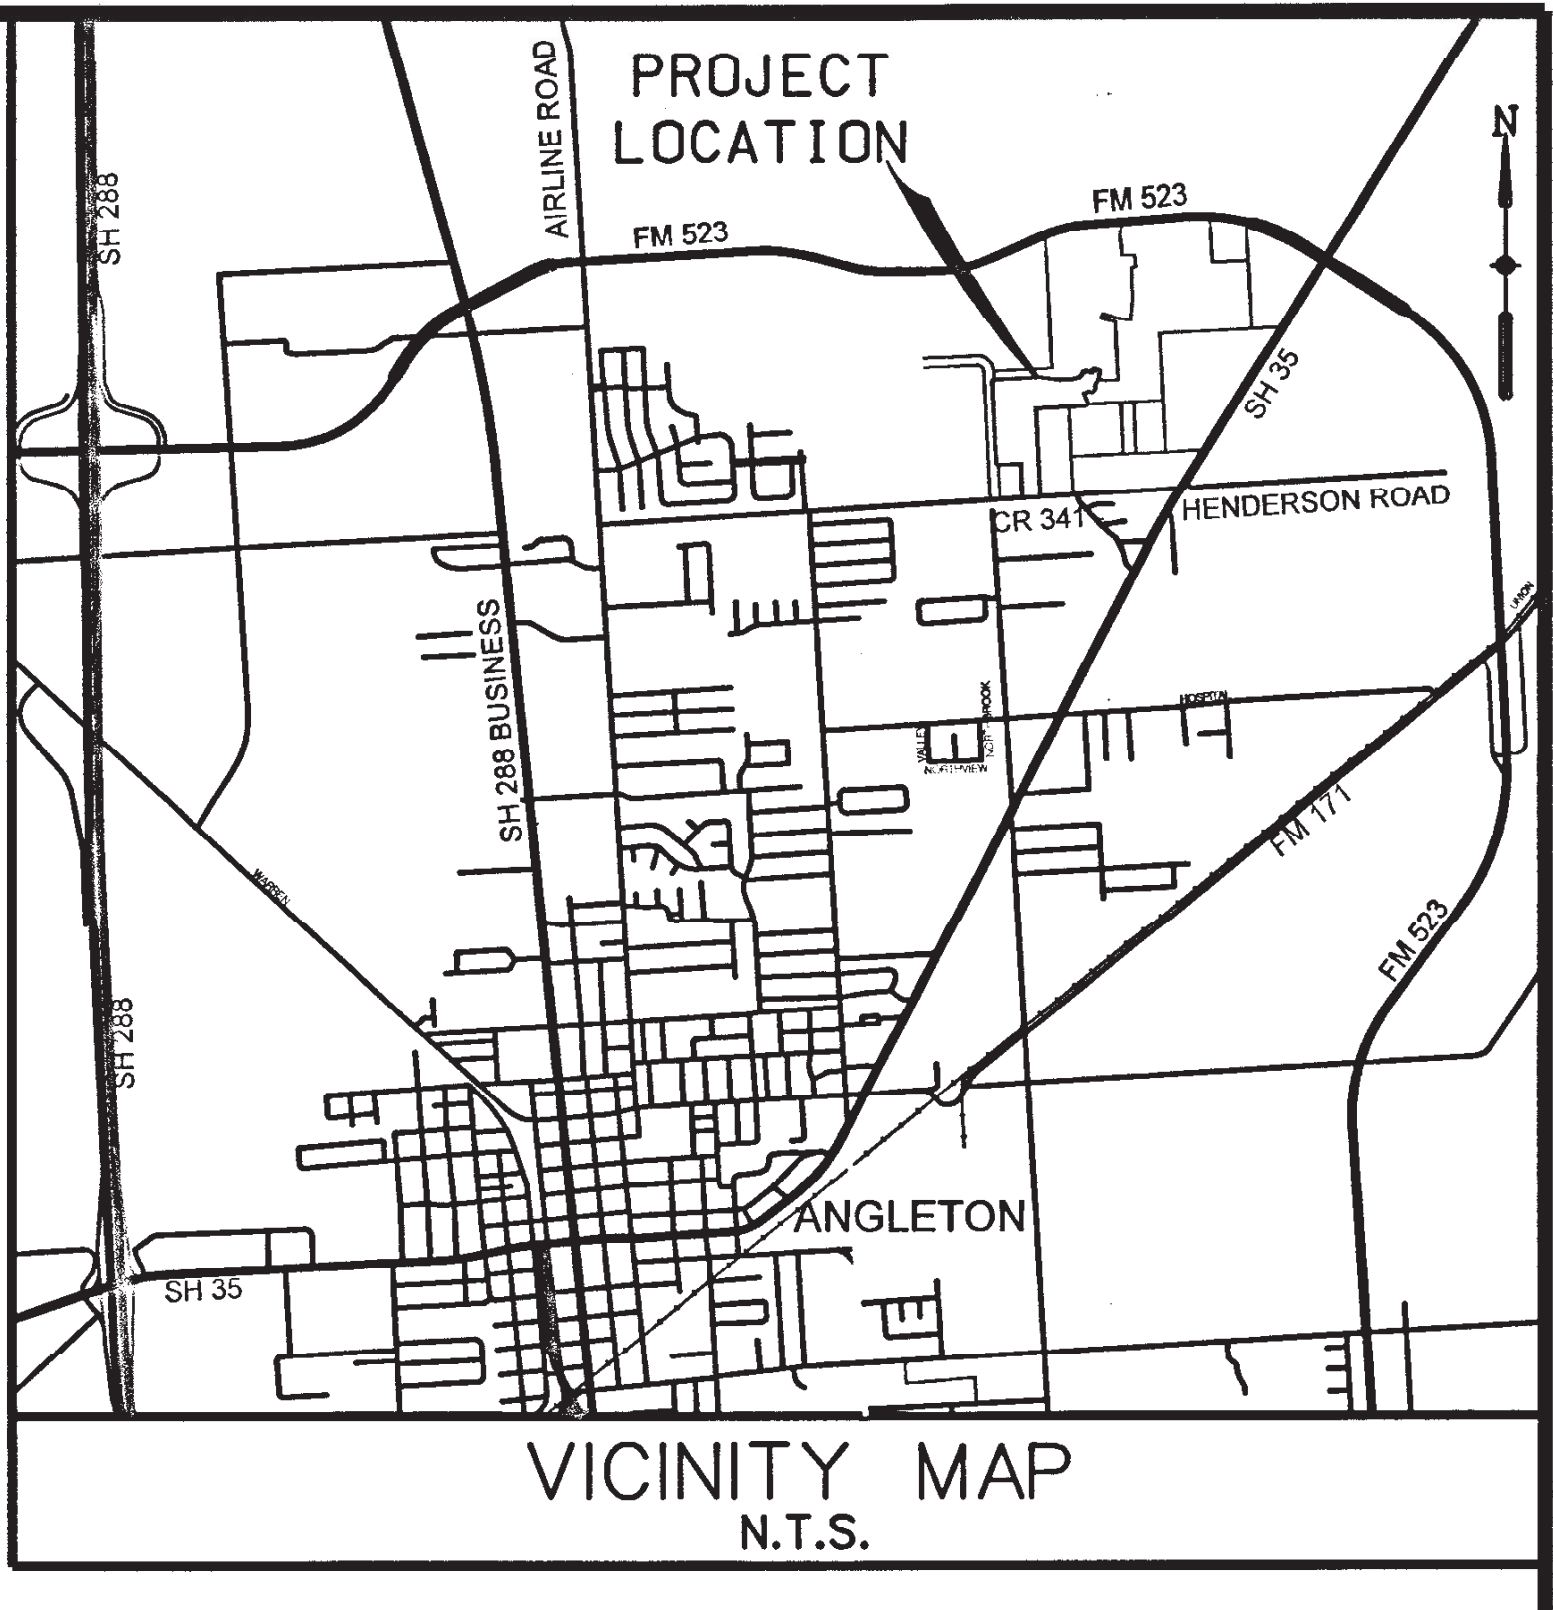 PROJECT
LOCATION
N
AIRLINE ROAD
SH 288
FM 523
FM 523
SH 35
HENDERSON ROAD
CR 341
UNION
SH 288 BUSINESS
HOSPITAL
VALLEY
NORTHVIEW
FM 171
WARREN
FM 523
SH 288
ANGLETON
SH 35
VICINITY MAP
N.T.S.